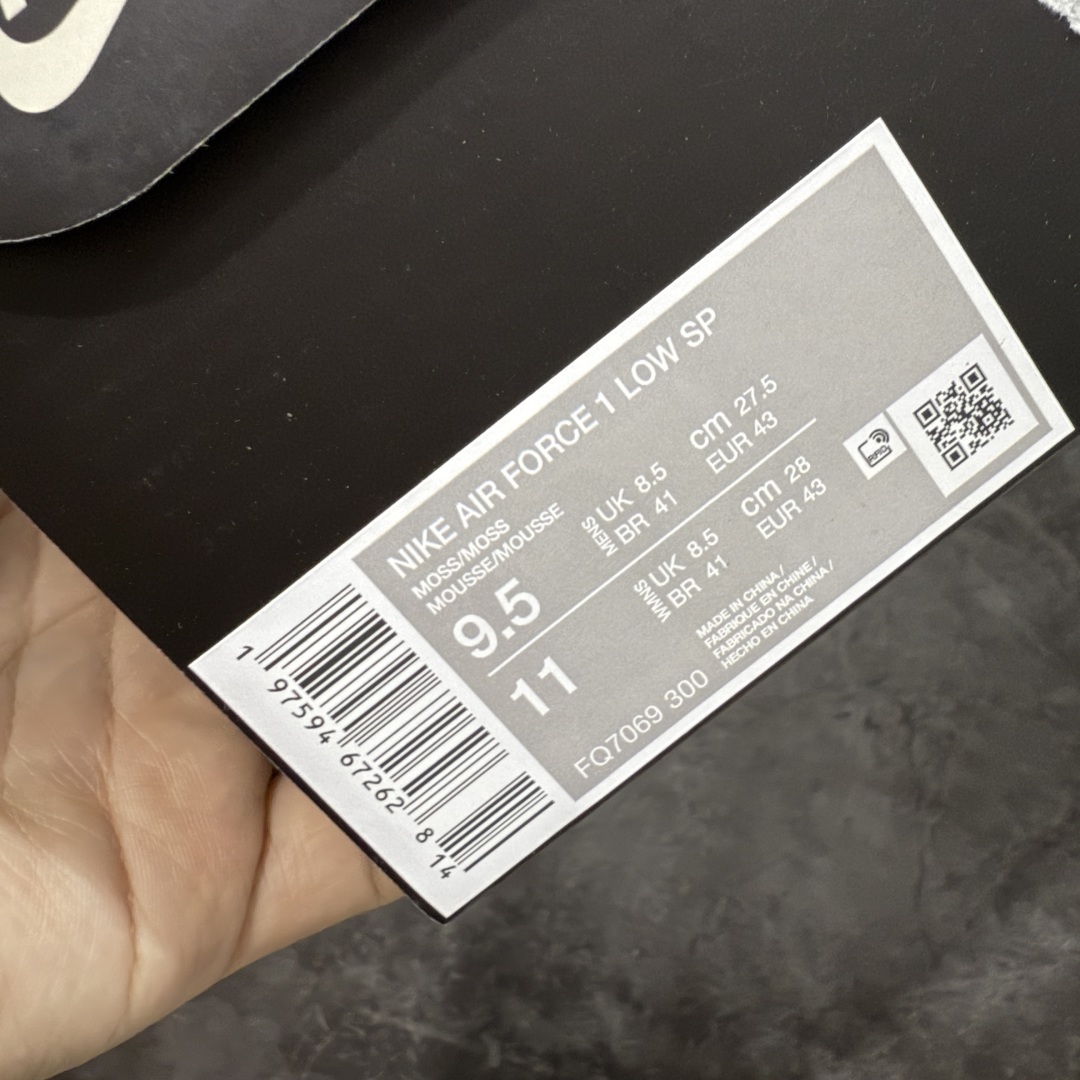 NIKE AIR FORCE 1 LOW SP
MOSS/MOSS
MOUSSE/MOUSSE
9.5
MENS
UK 8.5
BR 41
cm 27.5
EUR 43
11
WMNS
UK 8.5
BR 41
cm 28
EUR 43
FQ7069 300
MADE IN CHINA /
FABRIQUE EN CHINE /
FABRICADO NA CHINA /
HECHO EN CHINA
RFID
1 97594 67262 8 14